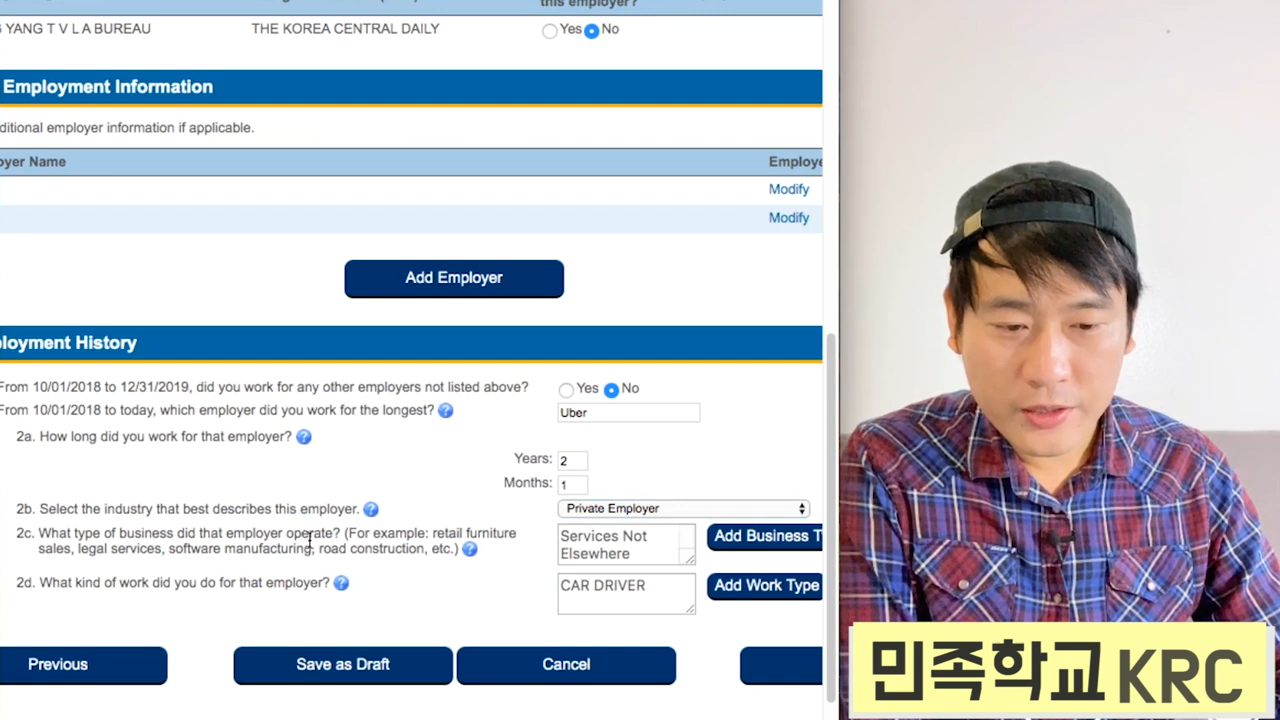 this employer?
YANG T V L A BUREAU THE KOREA CENTRAL DAILY Yes No
Employment Information
ditional employer information if applicable.
oyer Name Employe
Modify
Modify
Add Employer
ployment History
From 10/01/2018 to 12/31/2019, did you work for any other employers not listed above? Yes No
From 10/01/2018 to today, which employer did you work for the longest? Uber
2a. How long did you work for that employer?
Years: 2
Months: 1
2b. Select the industry that best describes this employer. Private Employer
2c. What type of business did that employer operate? (For example: retail furniture
sales, legal services, software manufacturing, road construction, etc.)
Services Not
Elsewhere
Add Business T
2d. What kind of work did you do for that employer? CAR DRIVER Add Work Type
Previous Save as Draft Cancel
민족학교 KRC